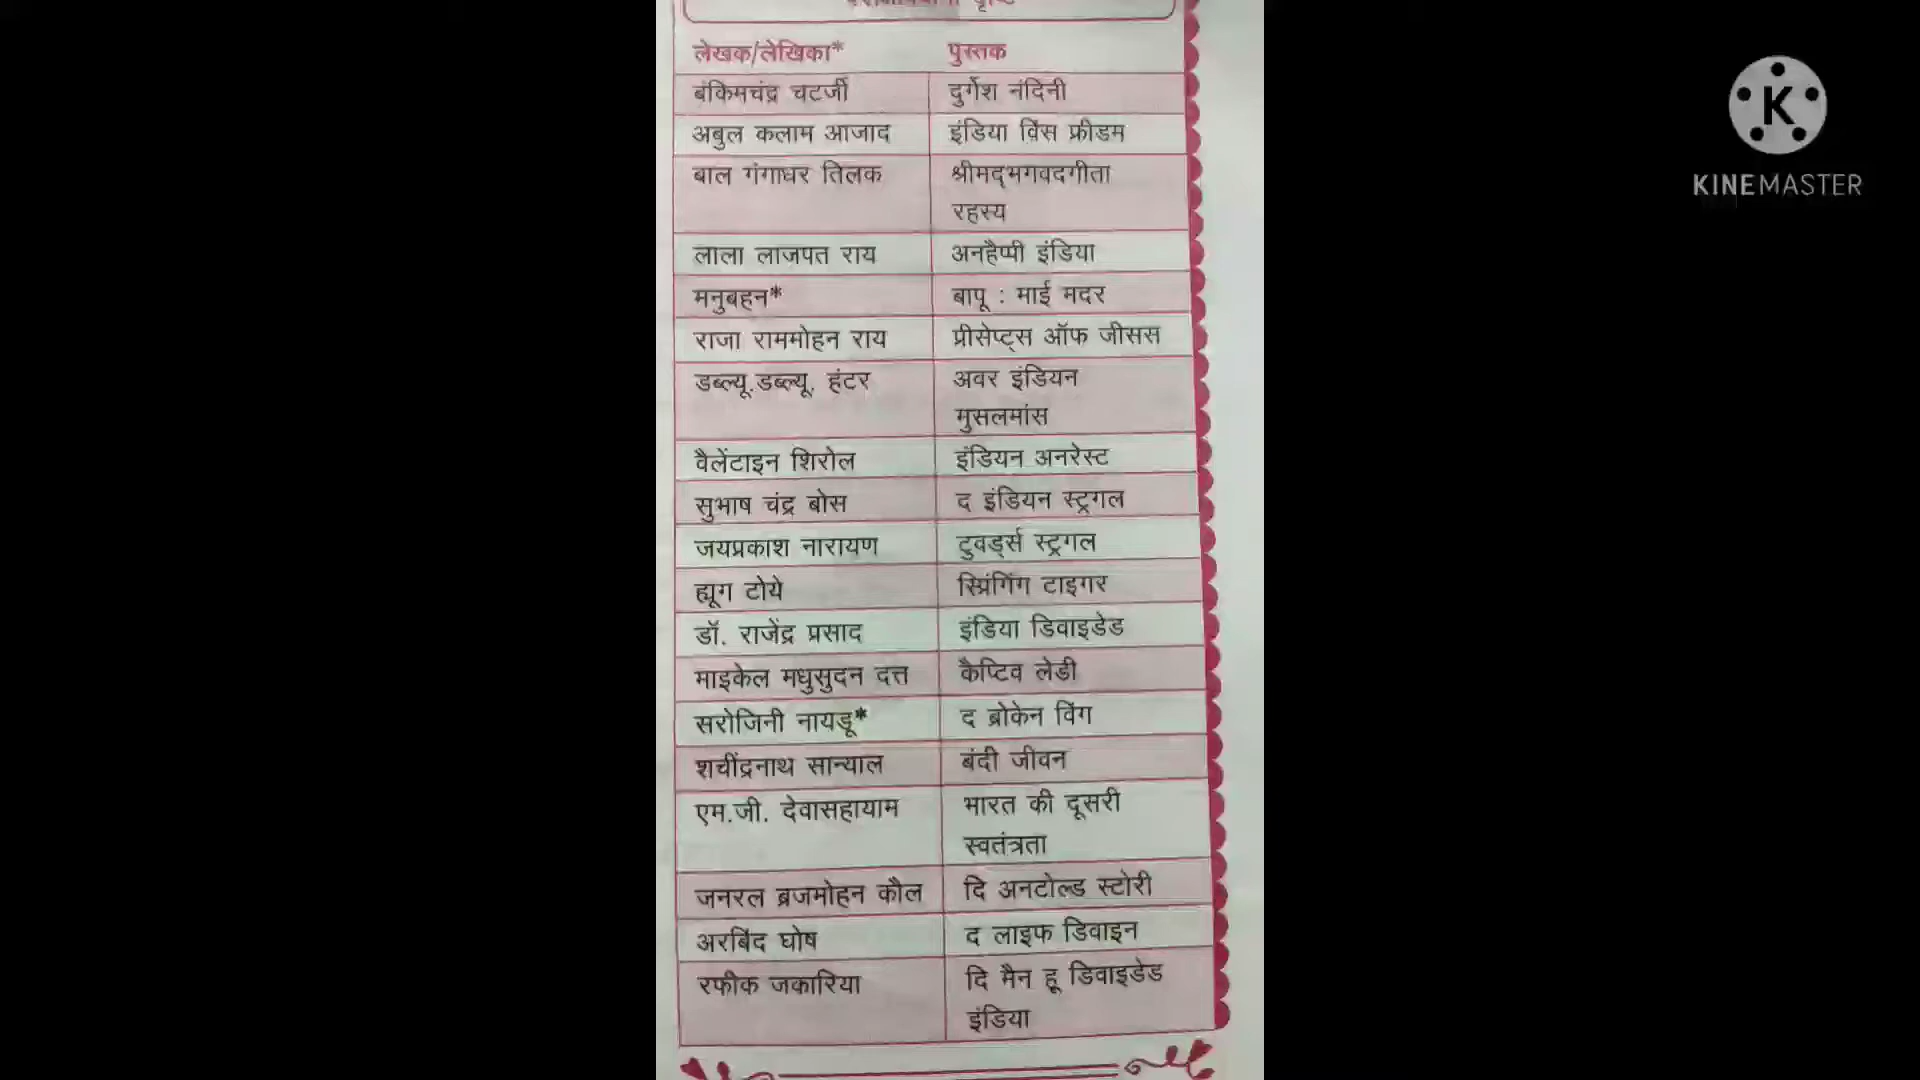 लेखक/लेखिका* पुस्तक
बंकिमचंद्र चटर्जी दुर्गेश नंदिनी
अबुल कलाम आजाद इंडिया विंस फ्रीडम
बाल गंगाधर तिलक श्रीमद्भगवदगीता
रहस्य
लाला लाजपत राय अनहैप्पी इंडिया
मनुबहन* बापू : माई मदर
राजा राममोहन राय प्रीसेप्ट्स ऑफ जीसस
डब्ल्यू.डब्ल्यू. हंटर अवर इंडियन
मुसलमांस
वैलेंटाइन शिरोल इंडियन अनरेस्ट
सुभाष चंद्र बोस द इंडियन स्ट्रगल
जयप्रकाश नारायण टुवर्ड्स स्ट्रगल
ह्यूग टोये स्प्रिंगिंग टाइगर
डॉ. राजेंद्र प्रसाद इंडिया डिवाइडेड
माइकेल मधुसुदन दत्त कैप्टिव लेडी
सरोजिनी नायडू* द ब्रोकेन विंग
शचींद्रनाथ सान्याल बंदी जीवन
एम.जी. देवासहायाम भारत की दूसरी
स्वतंत्रता
जनरल ब्रजमोहन कौल दि अनटोल्ड स्टोरी
अरबिंद घोष द लाइफ डिवाइन
रफीक जकारिया दि मैन हू डिवाइडेड
इंडिया
K
KINEMASTER